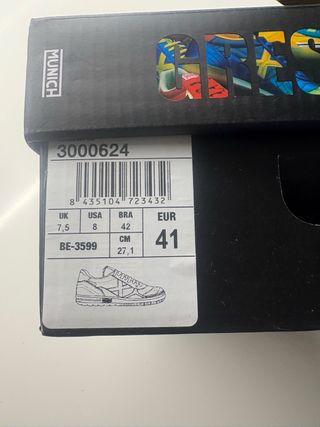 MUNICH
GRES
3000624
8 435104 723432
UK USA BRA EUR
7,5 8 42 41
BE-3599 CM
27,1